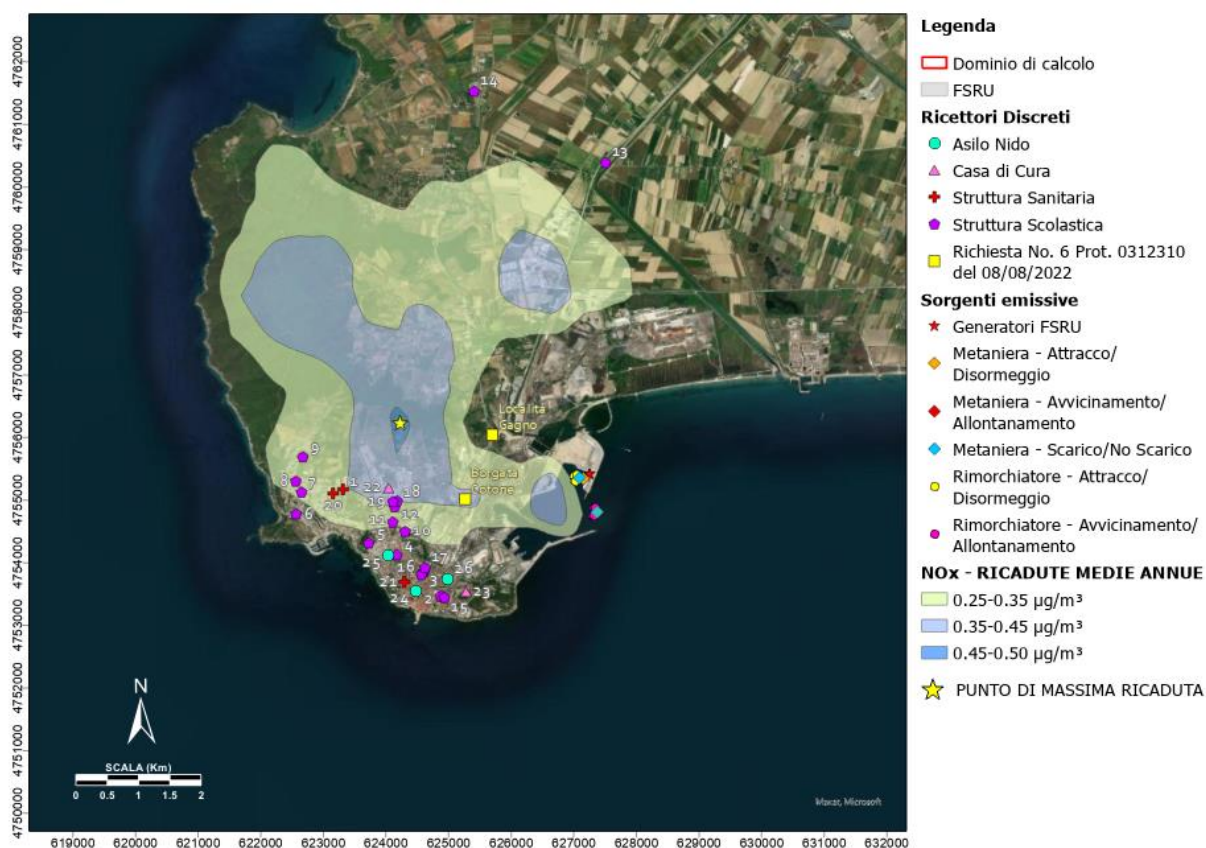 Legenda
Dominio di calcolo
FSRU
Ricettori Discreti
Asilo Nido
Casa di Cura
Struttura Sanitaria
Struttura Scolastica
Richiesta No. 6 Prot. 0312310
del 08/08/2022
Sorgenti emissive
Generatori FSRU
Metaniera - Attracco/
Disormeggio
Metaniera - Avvicinamento/
Allontanamento
Metaniera - Scarico/No Scarico
Rimorchiatore - Attracco/
Disormeggio
Rimorchiatore - Avvicinamento/
Allontanamento
NOx - RICADUTE MEDIE ANNUE
0.25-0.35 µg/m³
0.35-0.45 µg/m³
0.45-0.50 µg/m³
PUNTO DI MASSIMA RICADUTA
4762000
4761000
4760000
4759000
4758000
4757000
4756000
4755000
4754000
4753000
4752000
4751000
4750000
14
13
Località
Gagno
Borgata
Cotone
9
8
7
20
1
22
19
18
6
11
12
5
10
4
25
16
17
21
3
26
24
2
23
15
N
SCALA (Km)
0 0.5 1 1.5 2
Maxar, Microsoft
619000 620000 621000 622000 623000 624000 625000 626000 627000 628000 629000 630000 631000 632000